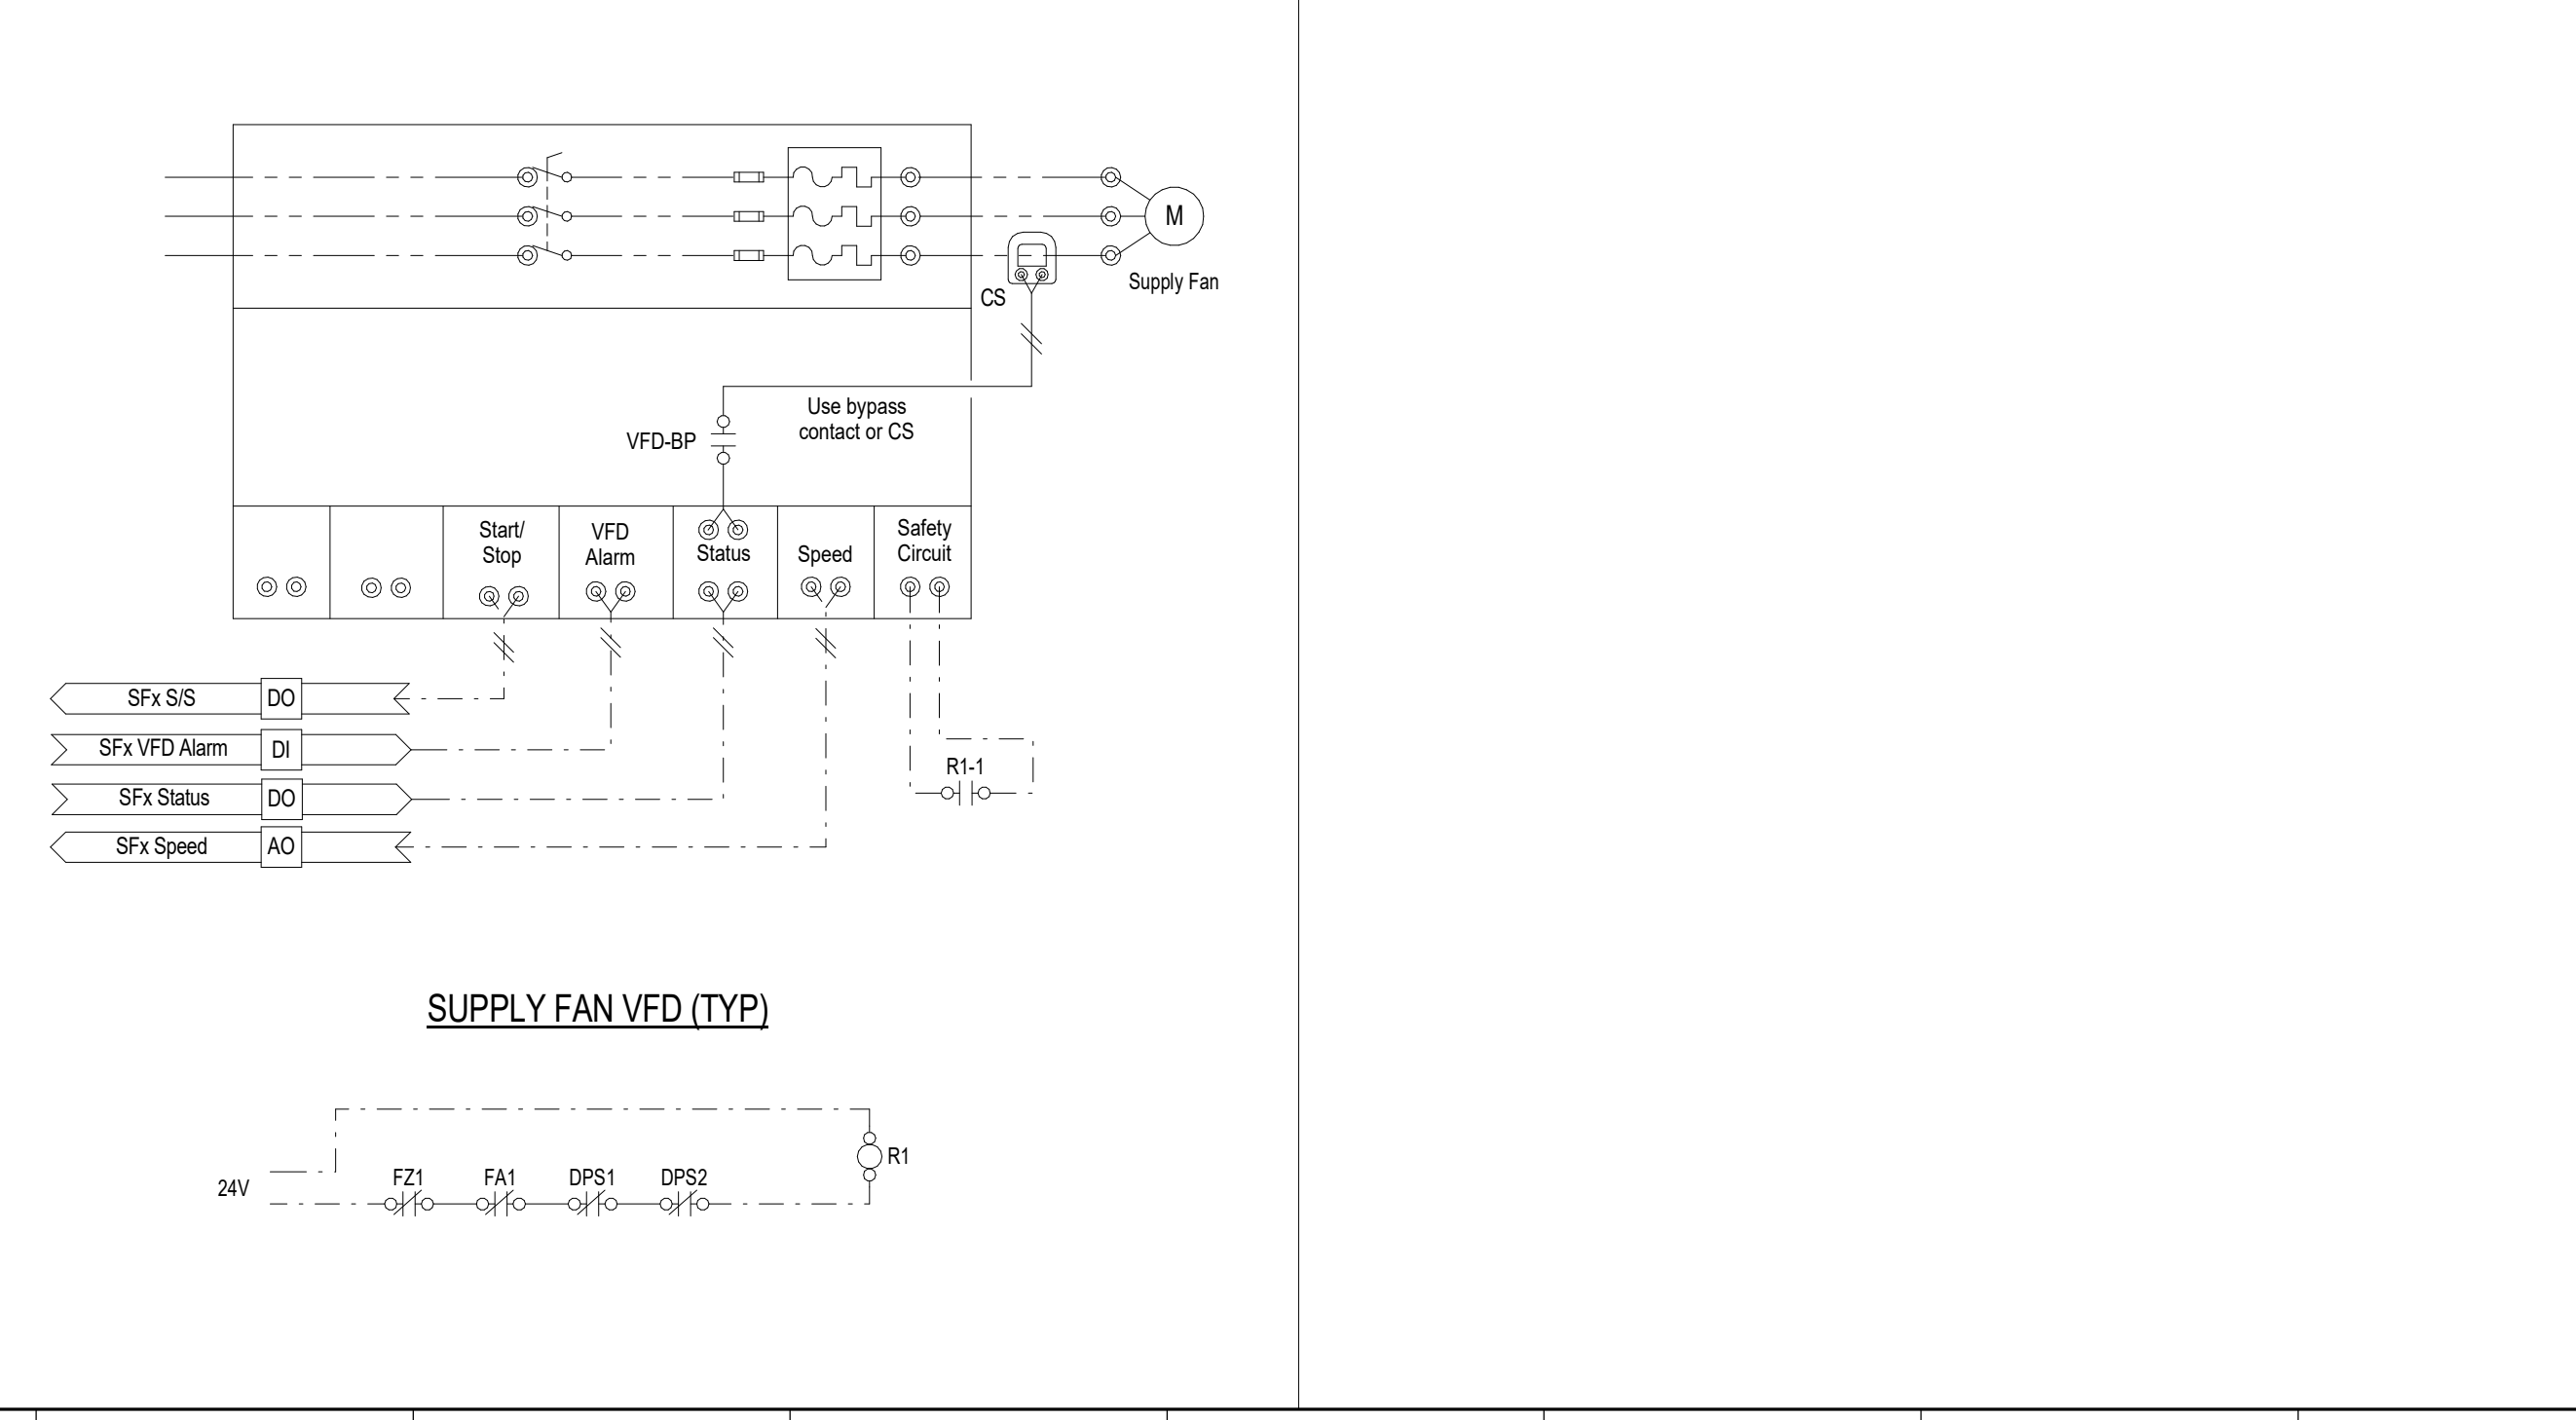 M
Supply Fan
CS
Use bypass
contact or CS
VFD-BP
Start/
Stop
VFD
Alarm
Status
Speed
Safety
Circuit
SFx S/S DO
SFx VFD Alarm DI
SFx Status DO
SFx Speed AO
R1-1
SUPPLY FAN VFD (TYP)
24V
FZ1
FA1
DPS1
DPS2
R1